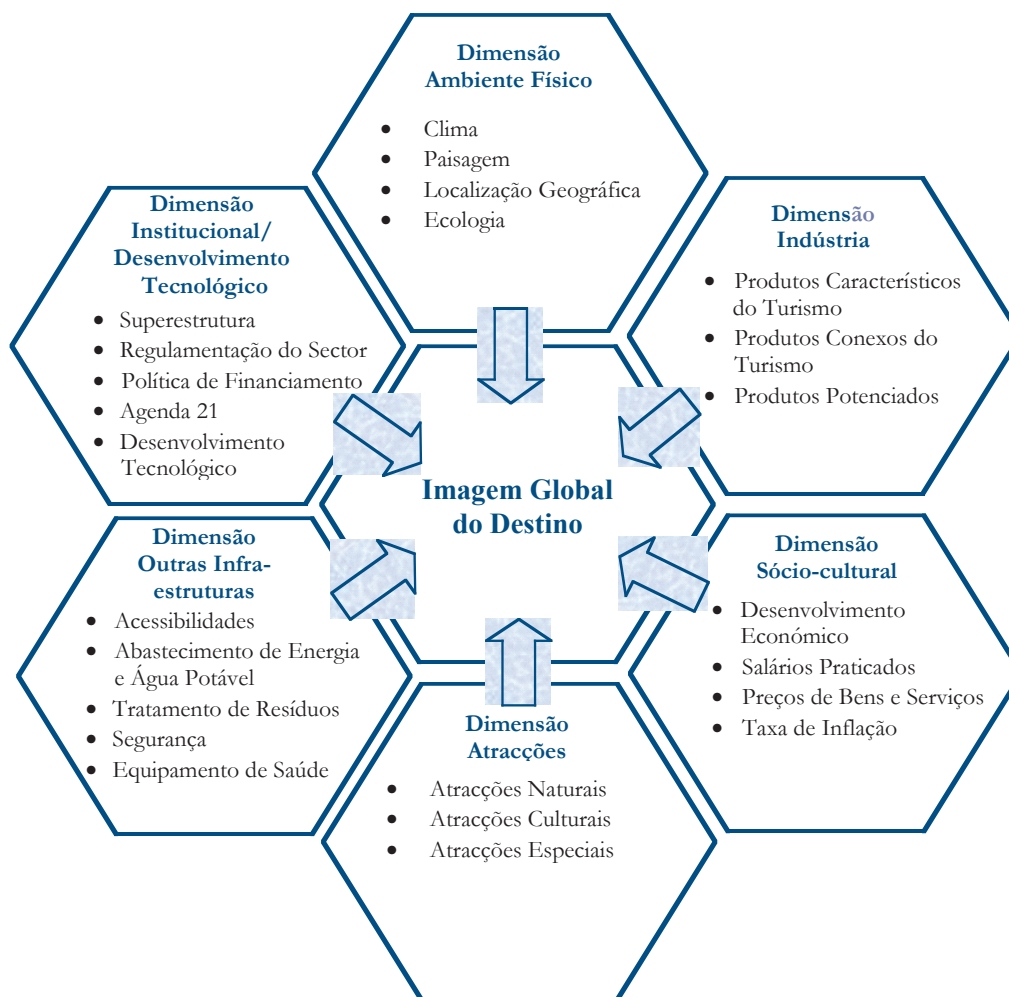 Dimensão
Ambiente Físico
• Clima
• Paisagem
• Localização Geográfica
• Ecologia
Dimensão
Indústria
• Produtos Característicos
do Turismo
• Produtos Conexos do
Turismo
• Produtos Potenciados
Dimensão
Sócio-cultural
• Desenvolvimento
Económico
• Salários Praticados
• Preços de Bens e Serviços
• Taxa de Inflação
Dimensão
Atracções
• Atracções Naturais
• Atracções Culturais
• Atracções Especiais
Dimensão
Outras Infra-
estruturas
• Acessibilidades
• Abastecimento de Energia
e Água Potável
• Tratamento de Resíduos
• Segurança
• Equipamento de Saúde
Dimensão
Institucional/
Desenvolvimento
Tecnológico
• Superestrutura
• Regulamentação do Sector
• Política de Financiamento
• Agenda 21
• Desenvolvimento
Tecnológico
Imagem Global
do Destino